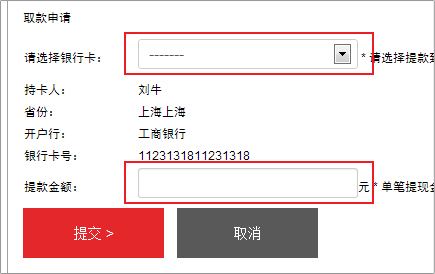 取款申请
请选择银行卡： ------- * 请选择提款到
持卡人： 刘牛
省份： 上海上海
开户行： 工商银行
银行卡号： 1123131811231318
提款金额： 元 * 单笔提现金
提交 > 取消